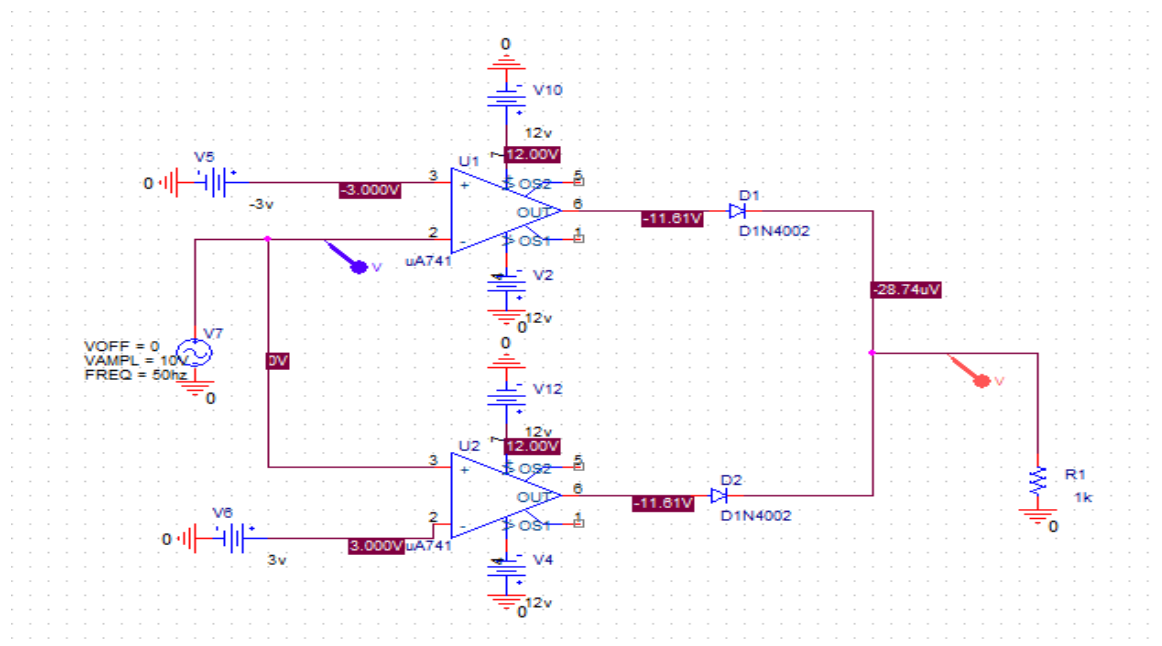 0
V10
12v
12.00V
V5
0
-3v
-3.000V
3
+
U1
5
OS2
6
OUT
-11.61V
D1
D1N4002
2
-
1
OS1
uA741
V
V2
12v
0
-28.74uV
V7
VOFF = 0
VAMPL = 10V
FREQ = 50hz
0
0V
0
V12
12v
12.00V
V
R1
1k
0
U2
3
+
5
OS2
6
OUT
-11.61V
D2
D1N4002
V6
0
3v
3.000V
2
-
1
OS1
uA741
V4
12v
0